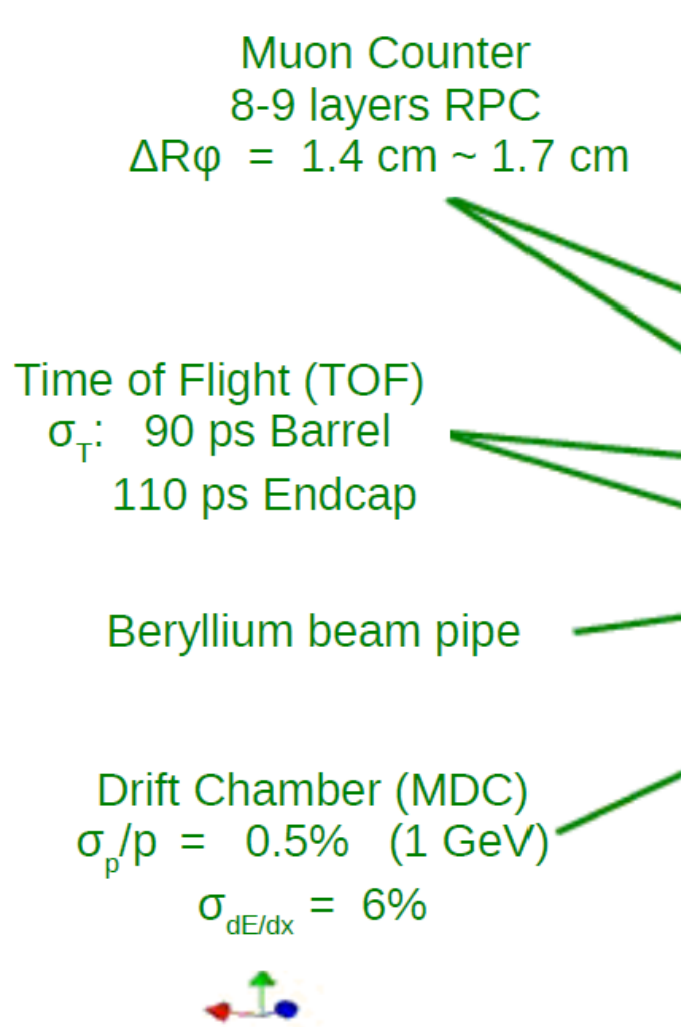 Muon Counter
8-9 layers RPC
ΔRφ = 1.4 cm ~ 1.7 cm
Time of Flight (TOF)
σT: 90 ps Barrel
110 ps Endcap
Beryllium beam pipe
Drift Chamber (MDC)
σp/p = 0.5% (1 GeV)
σdE/dx = 6%